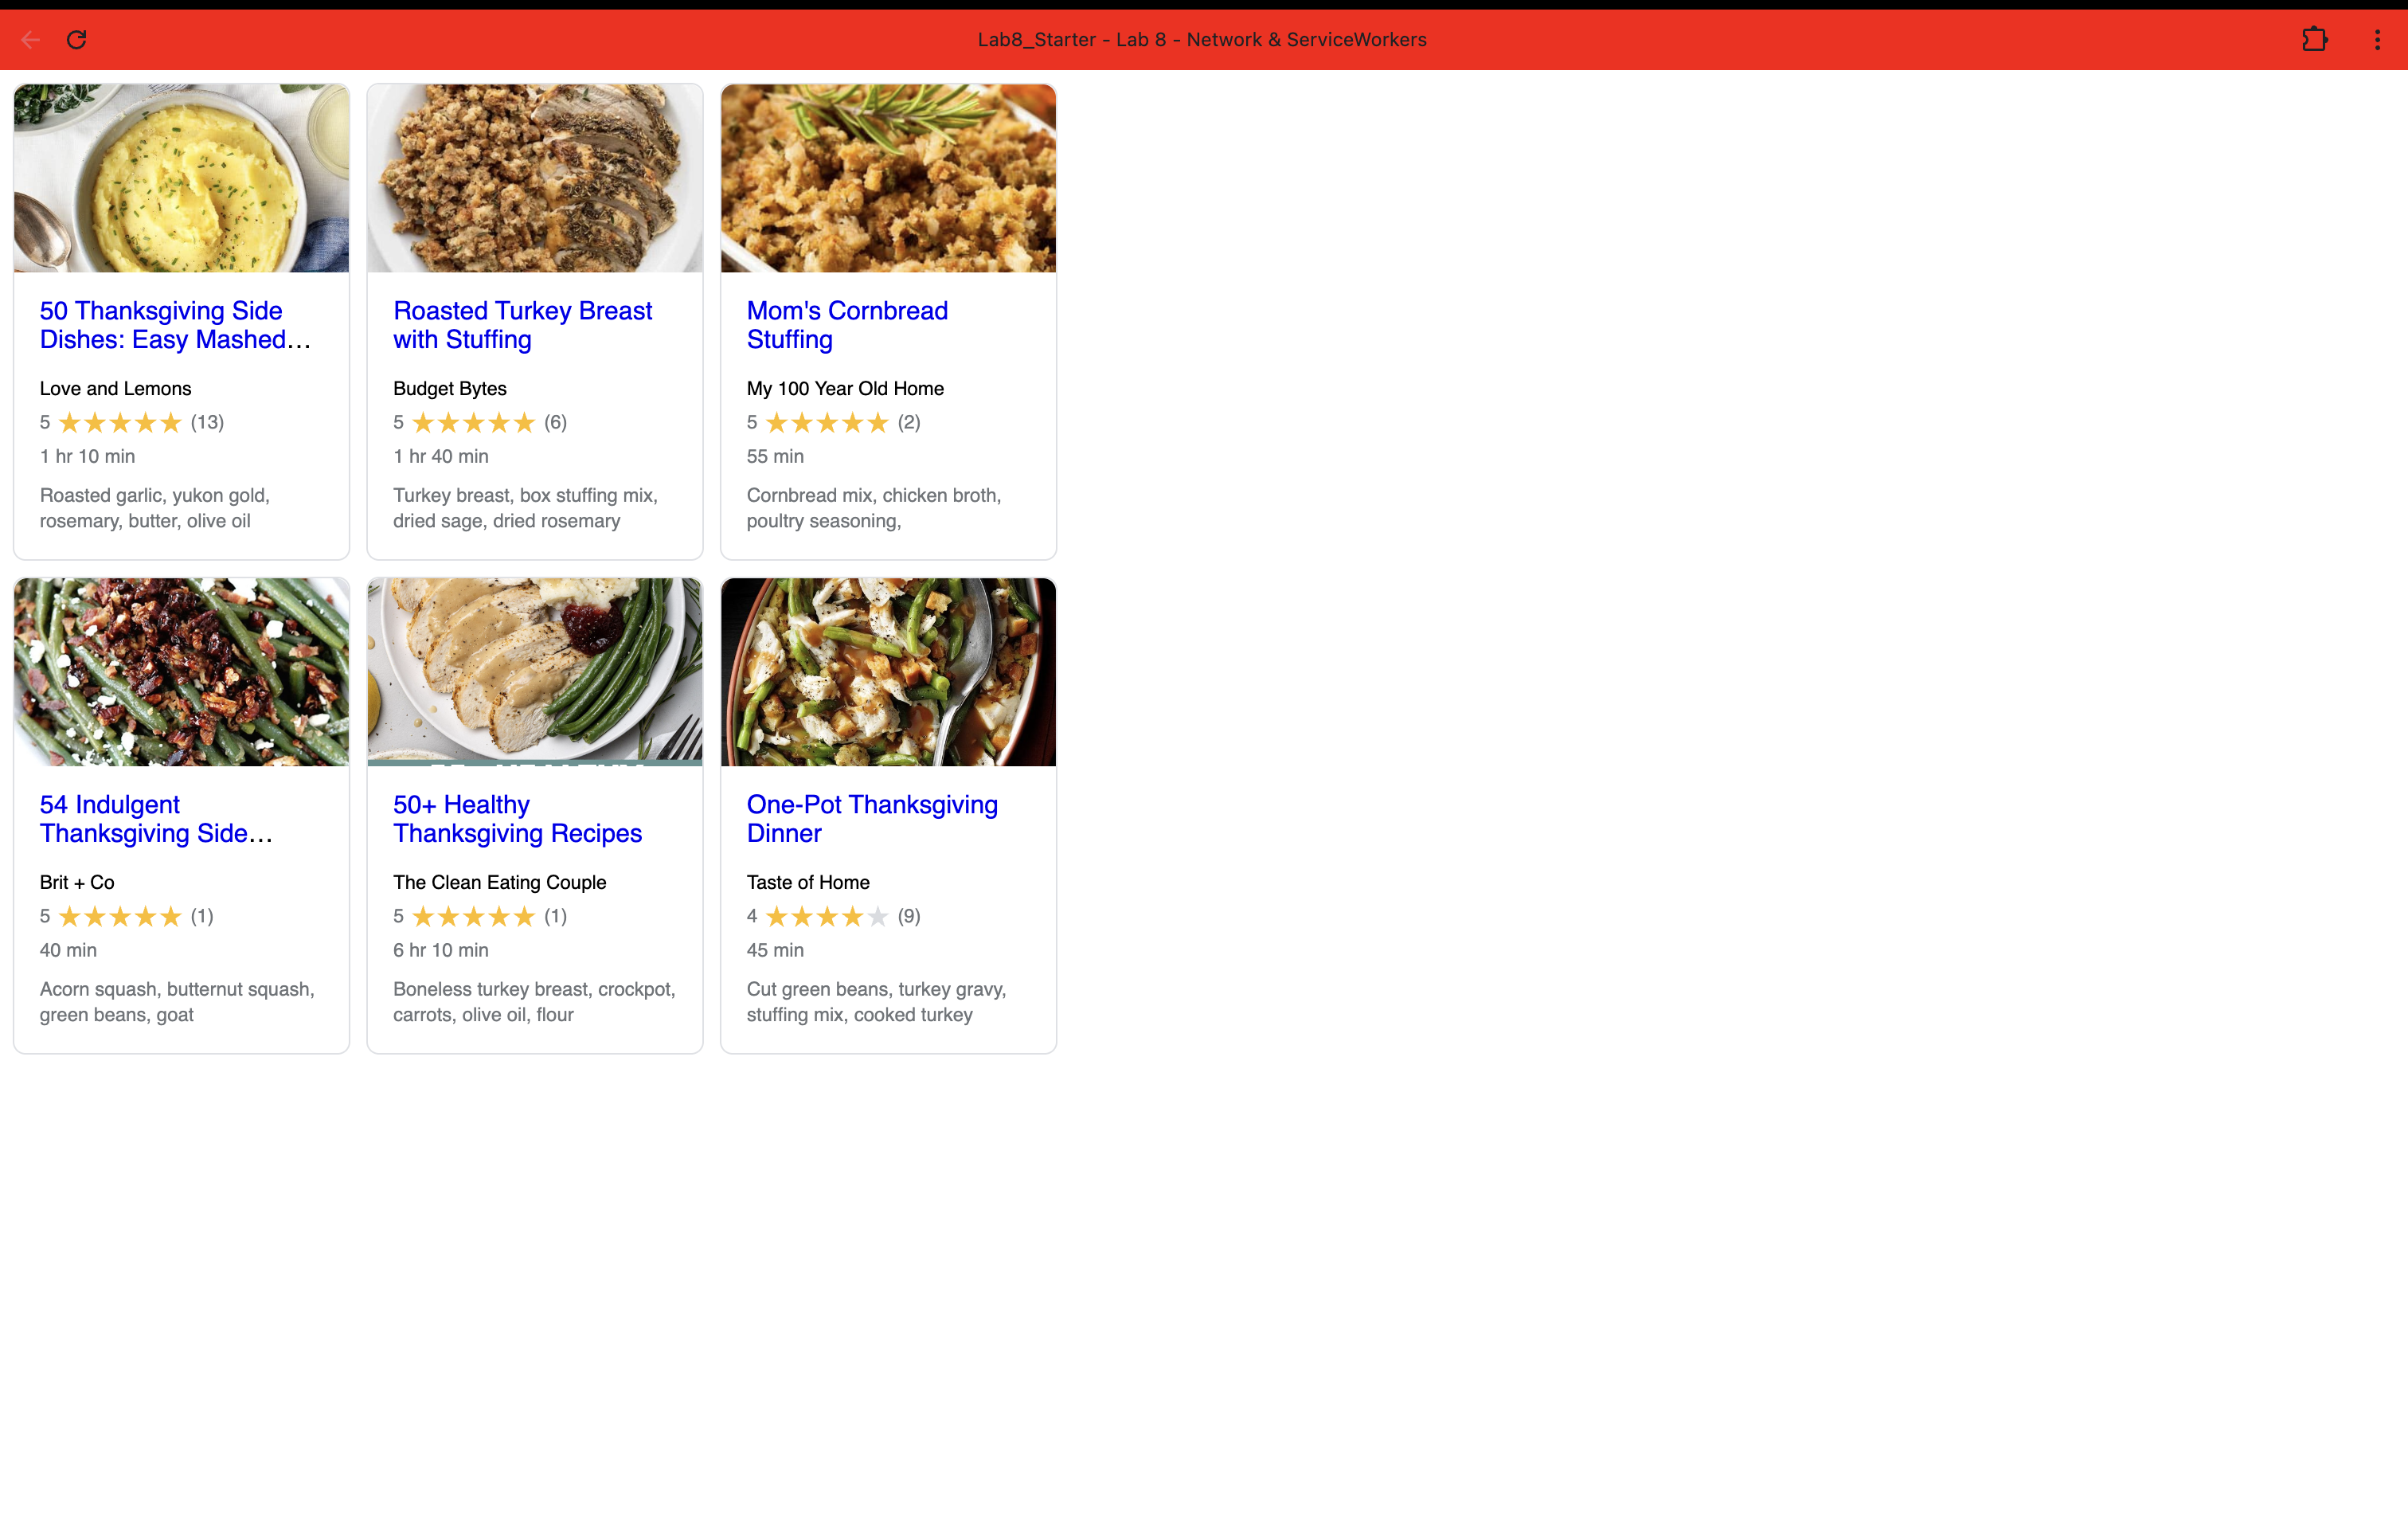 Lab8_Starter - Lab 8 - Network & ServiceWorkers
50 Thanksgiving Side
Dishes: Easy Mashed…
Love and Lemons
5 ★★★★★ (13)
1 hr 10 min
Roasted garlic, yukon gold,
rosemary, butter, olive oil
Roasted Turkey Breast
with Stuffing
Budget Bytes
5 ★★★★★ (6)
1 hr 40 min
Turkey breast, box stuffing mix,
dried sage, dried rosemary
Mom's Cornbread
Stuffing
My 100 Year Old Home
5 ★★★★★ (2)
55 min
Cornbread mix, chicken broth,
poultry seasoning,
54 Indulgent
Thanksgiving Side…
Brit + Co
5 ★★★★★ (1)
40 min
Acorn squash, butternut squash,
green beans, goat
50+ Healthy
Thanksgiving Recipes
The Clean Eating Couple
5 ★★★★★ (1)
6 hr 10 min
Boneless turkey breast, crockpot,
carrots, olive oil, flour
One-Pot Thanksgiving
Dinner
Taste of Home
4 ★★★★★ (9)
45 min
Cut green beans, turkey gravy,
stuffing mix, cooked turkey